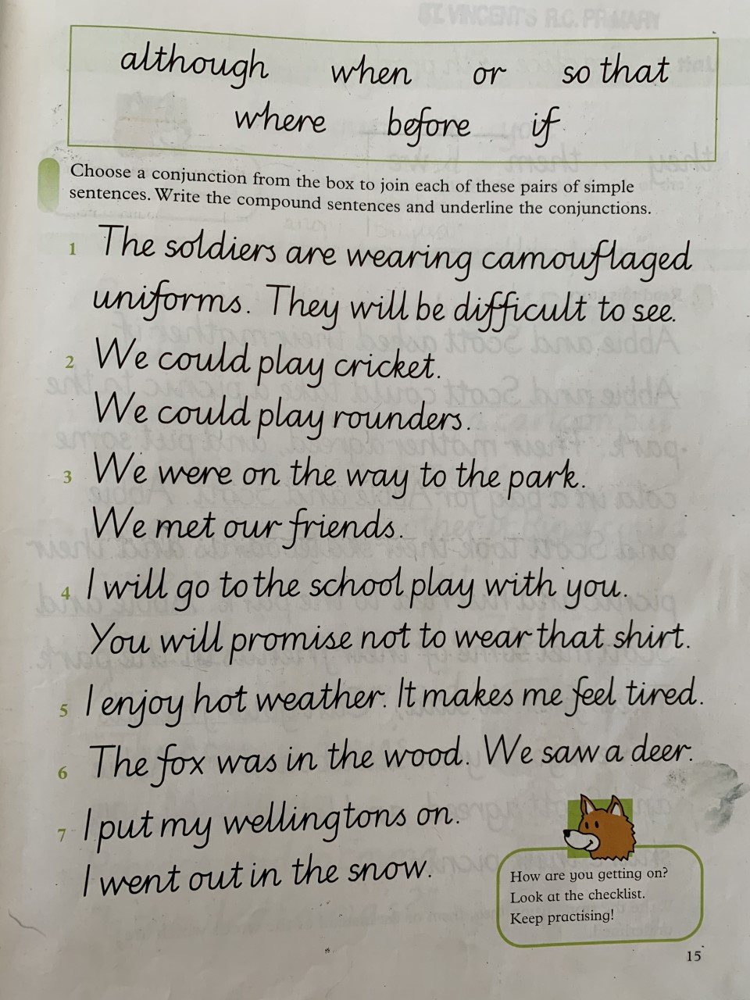 ST. VINCENT'S R.C. PRIMARY
although when or so that
where before if
Choose a conjunction from the box to join each of these pairs of simple
sentences. Write the compound sentences and underline the conjunctions.
1 The soldiers are wearing camouflaged
uniforms. They will be difficult to see.
2 We could play cricket.
We could play rounders.
3 We were on the way to the park.
We met our friends.
4 I will go to the school play with you.
You will promise not to wear that shirt.
5 I enjoy hot weather. It makes me feel tired.
6 The fox was in the wood. We saw a deer.
7 I put my wellingtons on.
I went out in the snow.
How are you getting on?
Look at the checklist.
Keep practising!
15